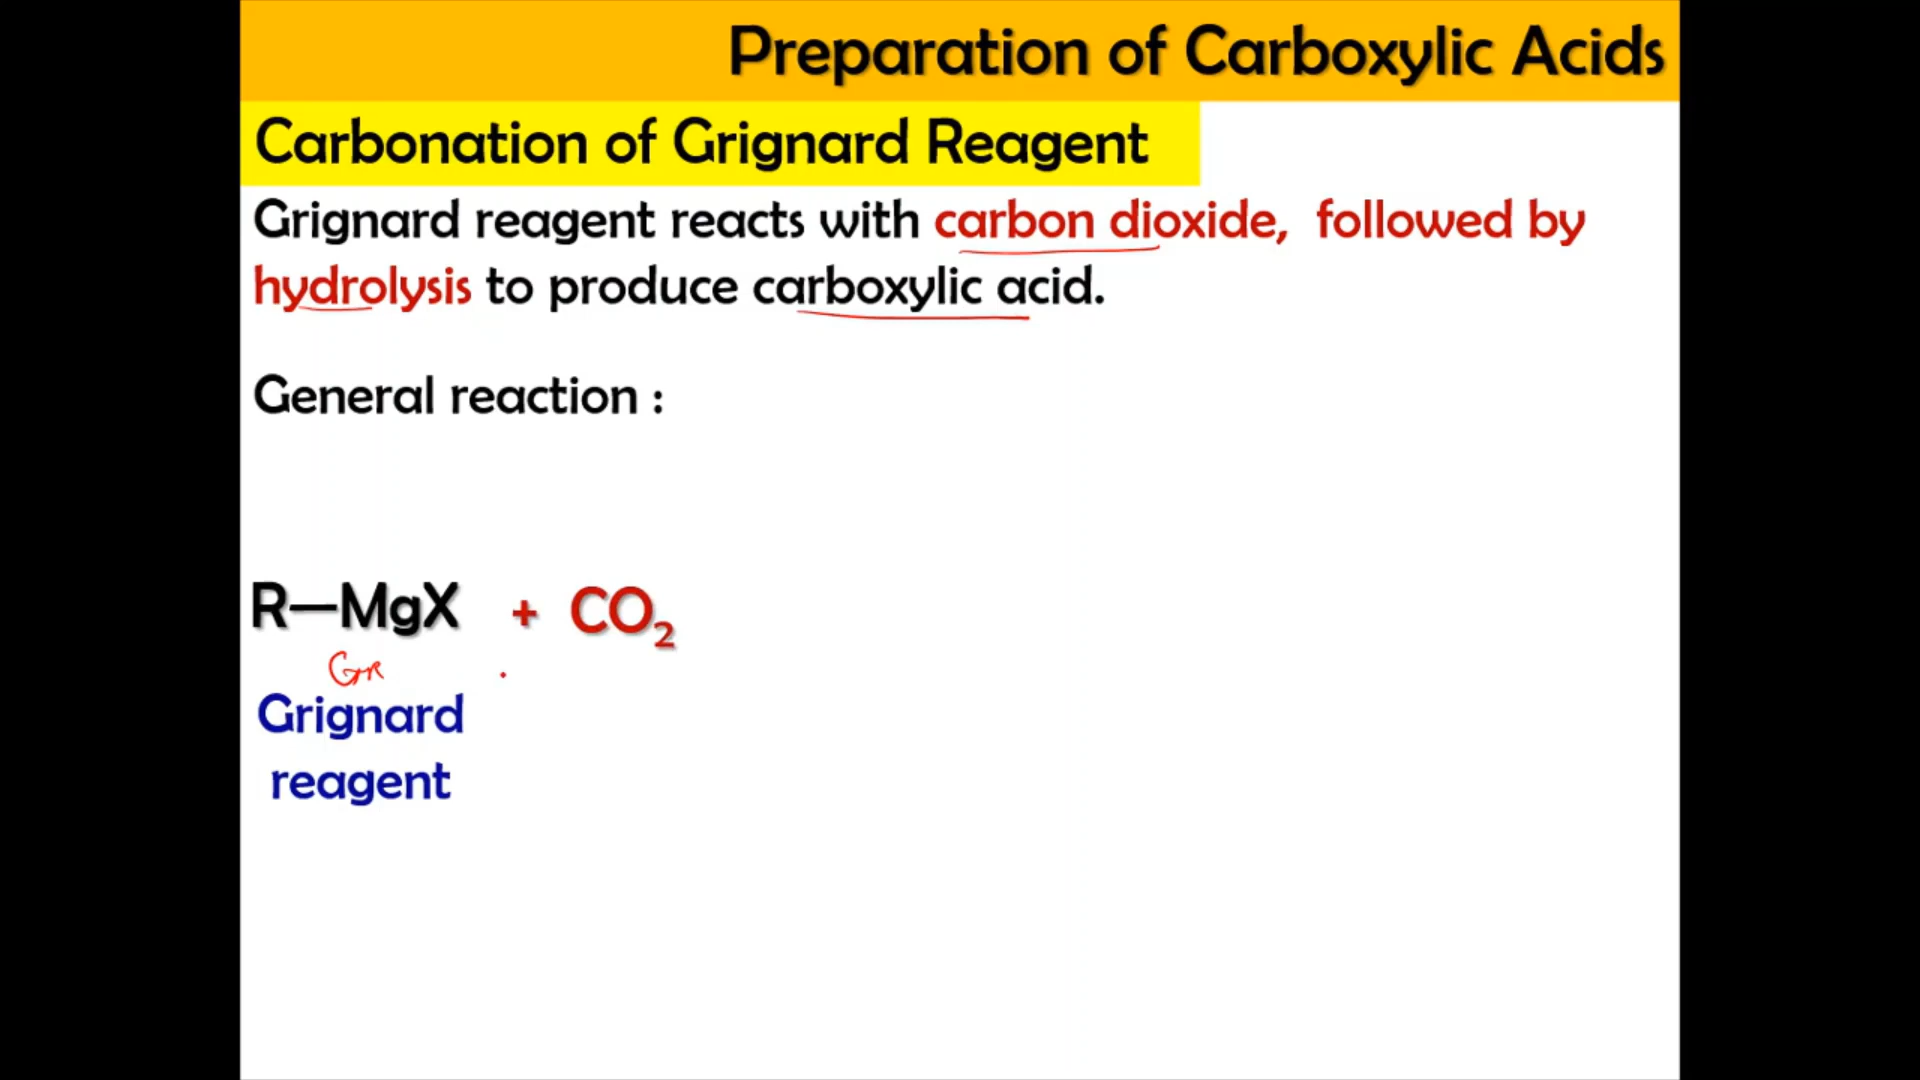 Preparation of Carboxylic Acids
Carbonation of Grignard Reagent
Grignard reagent reacts with carbon dioxide, followed by
hydrolysis to produce carboxylic acid.
General reaction :
R—MgX + CO₂
GR
Grignard
reagent